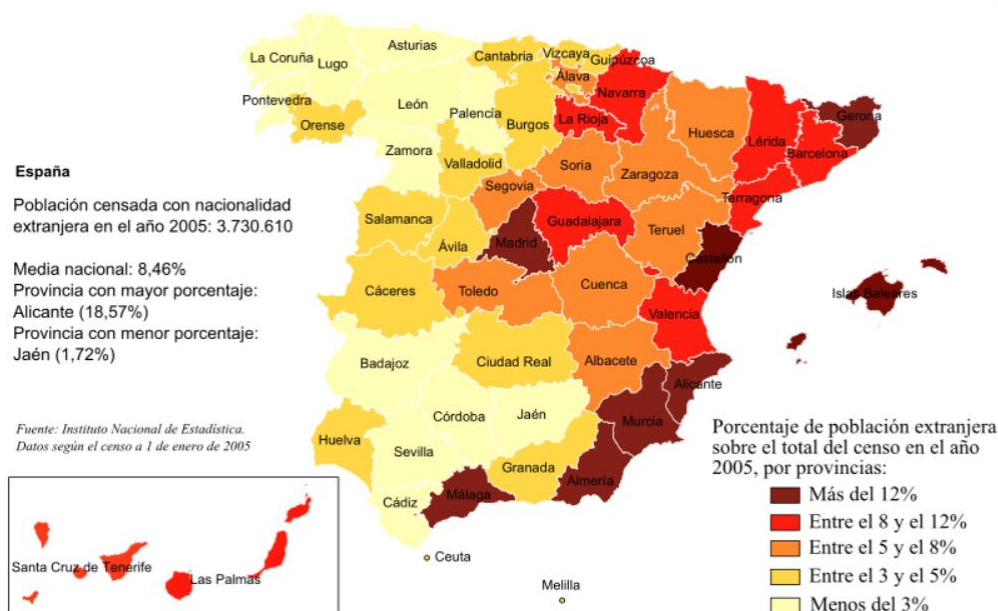 La Coruña
Lugo
Asturias
Cantabria
Vizcaya
Guipúzcoa
Álava
Navarra
Pontevedra
Orense
León
Palencia
Burgos
La Rioja
Huesca
Lérida
Gerona
Barcelona
Zamora
Valladolid
Soria
Zaragoza
Tarragona
Segovia
Guadalajara
Teruel
Castellón
Salamanca
Ávila
Madrid
Cáceres
Toledo
Cuenca
Valencia
Islas Baleares
Badajoz
Ciudad Real
Albacete
Alicante
Murcia
Córdoba
Jaén
Huelva
Sevilla
Granada
Almería
Málaga
Cádiz
Ceuta
Melilla
España
Población censada con nacionalidad
extranjera en el año 2005: 3.730.610
Media nacional: 8,46%
Provincia con mayor porcentaje:
Alicante (18,57%)
Provincia con menor porcentaje:
Jaén (1,72%)
Fuente: Instituto Nacional de Estadística.
Datos según el censo a 1 de enero de 2005
Santa Cruz de Tenerife
Las Palmas
Porcentaje de población extranjera
sobre el total del censo en el año
2005, por provincias:
Más del 12%
Entre el 8 y el 12%
Entre el 5 y el 8%
Entre el 3 y el 5%
Menos del 3%